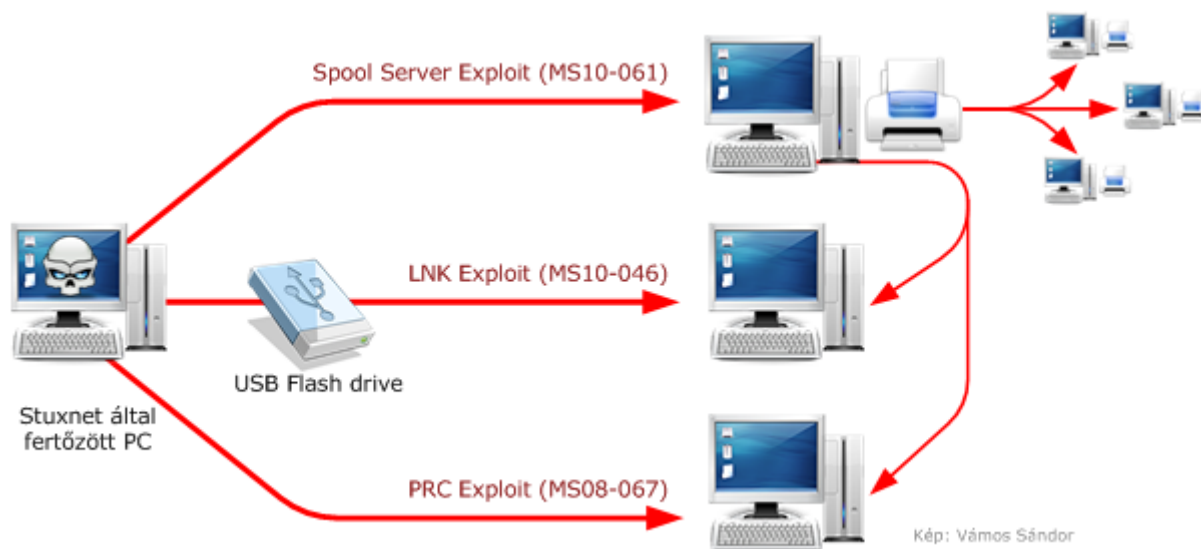 Spool Server Exploit (MS10-061)
LNK Exploit (MS10-046)
USB Flash drive
Stuxnet által
fertőzött PC
PRC Exploit (MS08-067)
Kép: Vámos Sándor